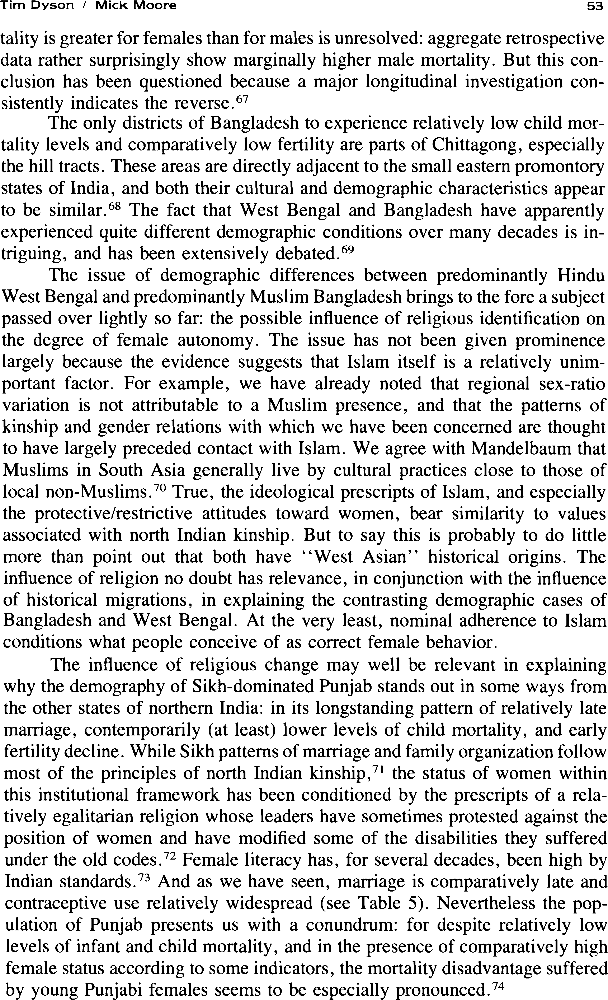 Tim Dyson / Mick Moore 53
tality is greater for females than for males is unresolved: aggregate retrospective
data rather surprisingly show marginally higher male mortality. But this con-
clusion has been questioned because a major longitudinal investigation con-
sistently indicates the reverse.⁶⁷
The only districts of Bangladesh to experience relatively low child mor-
tality levels and comparatively low fertility are parts of Chittagong, especially
the hill tracts. These areas are directly adjacent to the small eastern promontory
states of India, and both their cultural and demographic characteristics appear
to be similar.⁶⁸ The fact that West Bengal and Bangladesh have apparently
experienced quite different demographic conditions over many decades is in-
triguing, and has been extensively debated.⁶⁹
The issue of demographic differences between predominantly Hindu
West Bengal and predominantly Muslim Bangladesh brings to the fore a subject
passed over lightly so far: the possible influence of religious identification on
the degree of female autonomy. The issue has not been given prominence
largely because the evidence suggests that Islam itself is a relatively unim-
portant factor. For example, we have already noted that regional sex-ratio
variation is not attributable to a Muslim presence, and that the patterns of
kinship and gender relations with which we have been concerned are thought
to have largely preceded contact with Islam. We agree with Mandelbaum that
Muslims in South Asia generally live by cultural practices close to those of
local non-Muslims.⁷⁰ True, the ideological prescripts of Islam, and especially
the protective/restrictive attitudes toward women, bear similarity to values
associated with north Indian kinship. But to say this is probably to do little
more than point out that both have ‘‘West Asian’’ historical origins. The
influence of religion no doubt has relevance, in conjunction with the influence
of historical migrations, in explaining the contrasting demographic cases of
Bangladesh and West Bengal. At the very least, nominal adherence to Islam
conditions what people conceive of as correct female behavior.
The influence of religious change may well be relevant in explaining
why the demography of Sikh-dominated Punjab stands out in some ways from
the other states of northern India: in its longstanding pattern of relatively late
marriage, contemporarily (at least) lower levels of child mortality, and early
fertility decline. While Sikh patterns of marriage and family organization follow
most of the principles of north Indian kinship,⁷¹ the status of women within
this institutional framework has been conditioned by the prescripts of a rela-
tively egalitarian religion whose leaders have sometimes protested against the
position of women and have modified some of the disabilities they suffered
under the old codes.⁷² Female literacy has, for several decades, been high by
Indian standards.⁷³ And as we have seen, marriage is comparatively late and
contraceptive use relatively widespread (see Table 5). Nevertheless the pop-
ulation of Punjab presents us with a conundrum: for despite relatively low
levels of infant and child mortality, and in the presence of comparatively high
female status according to some indicators, the mortality disadvantage suffered
by young Punjabi females seems to be especially pronounced.⁷⁴